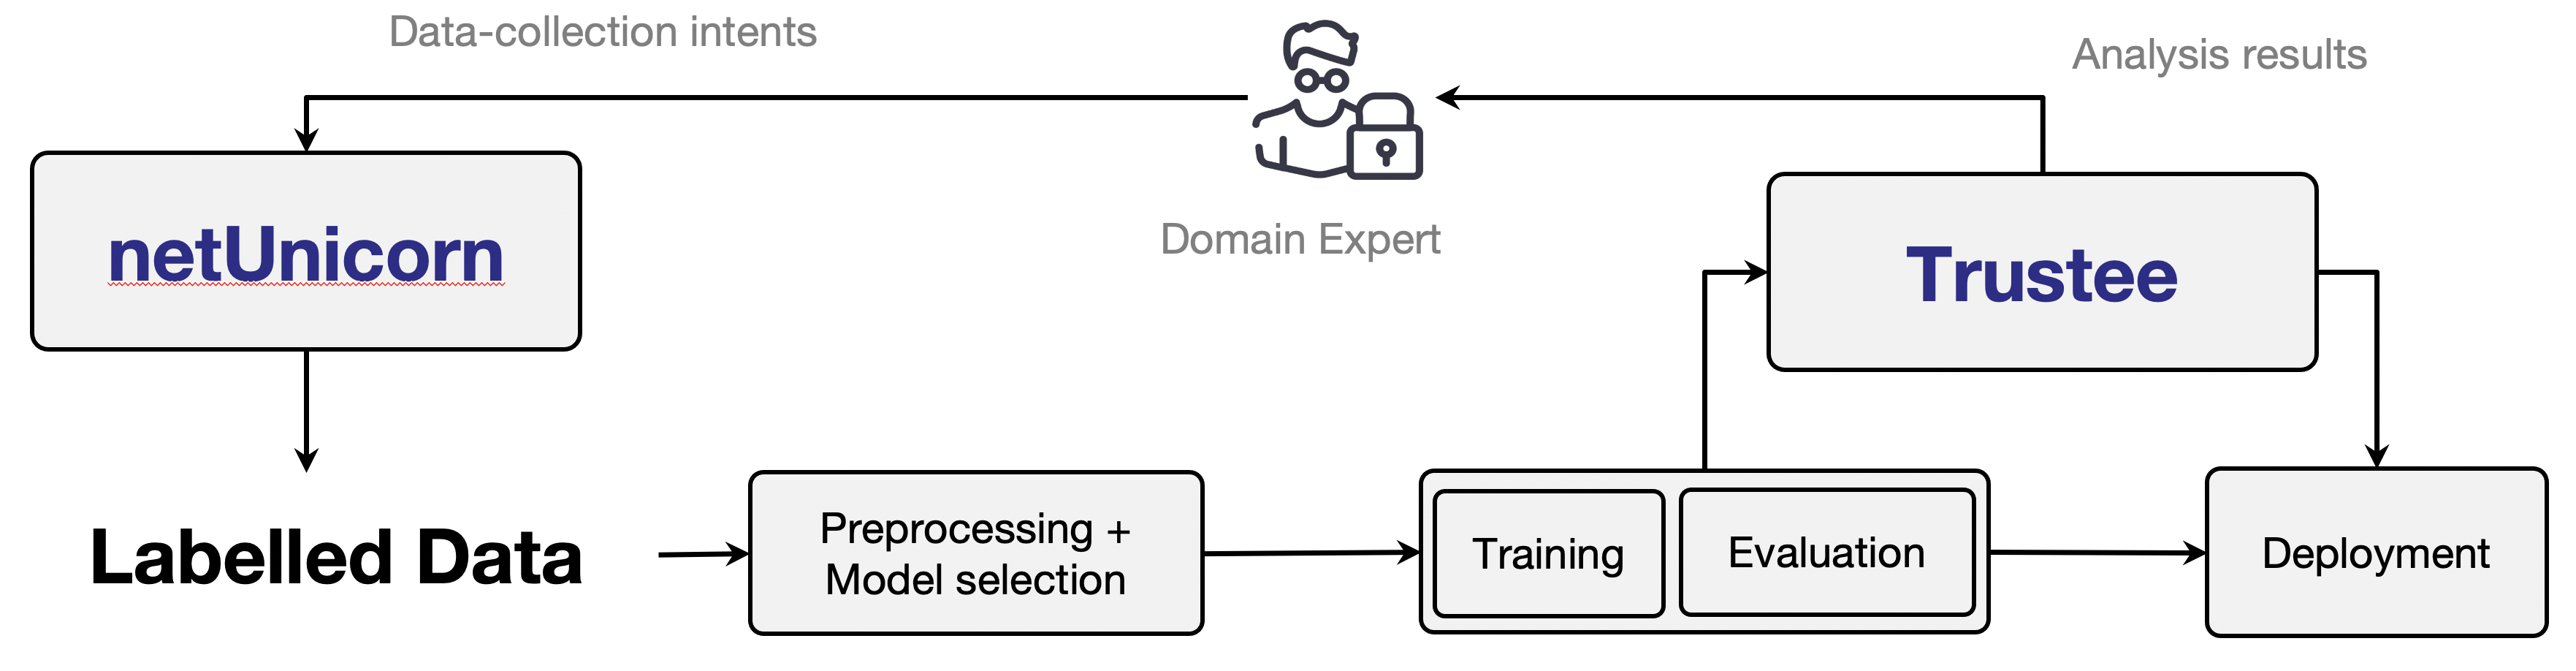 Data-collection intents
Analysis results
Domain Expert
netUnicorn
Trustee
Labelled Data
Preprocessing +
Model selection
Training
Evaluation
Deployment